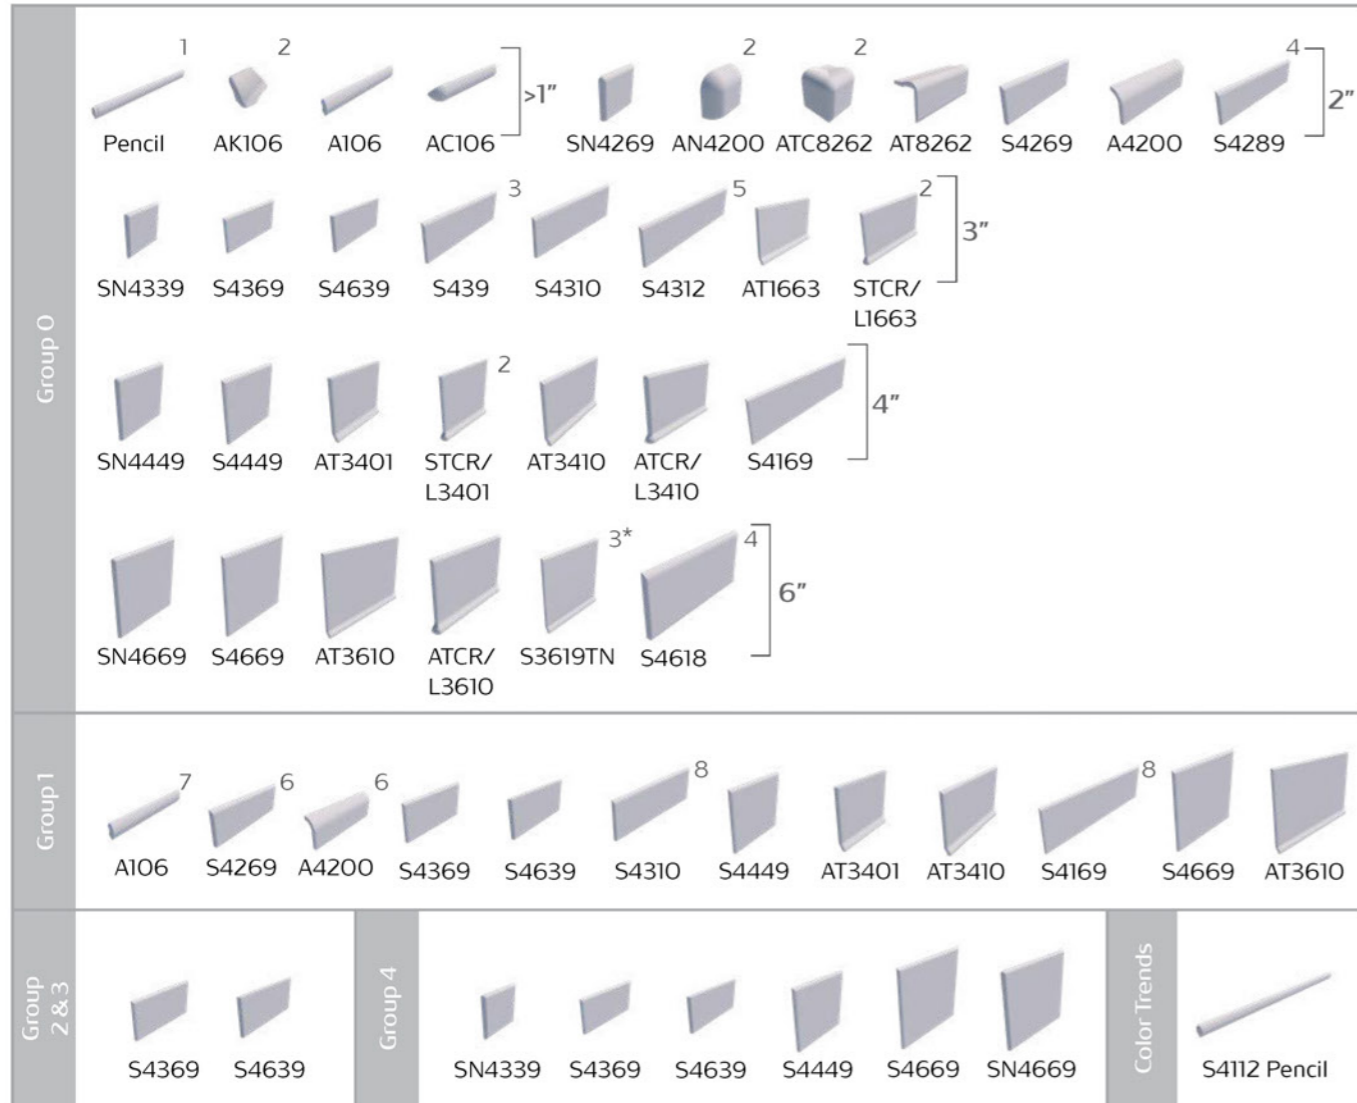 Group 0
1
2
2
2
4
>1”
2”
Pencil
AK106
A106
AC106
SN4269
AN4200
ATC8262
AT8262
S4269
A4200
S4289
3
5
2
3”
SN4339
S4369
S4639
S439
S4310
S4312
AT1663
STCR/
L1663
2
4”
SN4449
S4449
AT3401
STCR/
L3401
AT3410
ATCR/
L3410
S4169
3*
4
6”
SN4669
S4669
AT3610
ATCR/
L3610
S3619TN
S4618
Group 1
7
6
6
8
8
A106
S4269
A4200
S4369
S4639
S4310
S4449
AT3401
AT3410
S4169
S4669
AT3610
Group
2 & 3
S4369
S4639
Group 4
SN4339
S4369
S4639
S4449
S4669
SN4669
Color Trends
S4112 Pencil